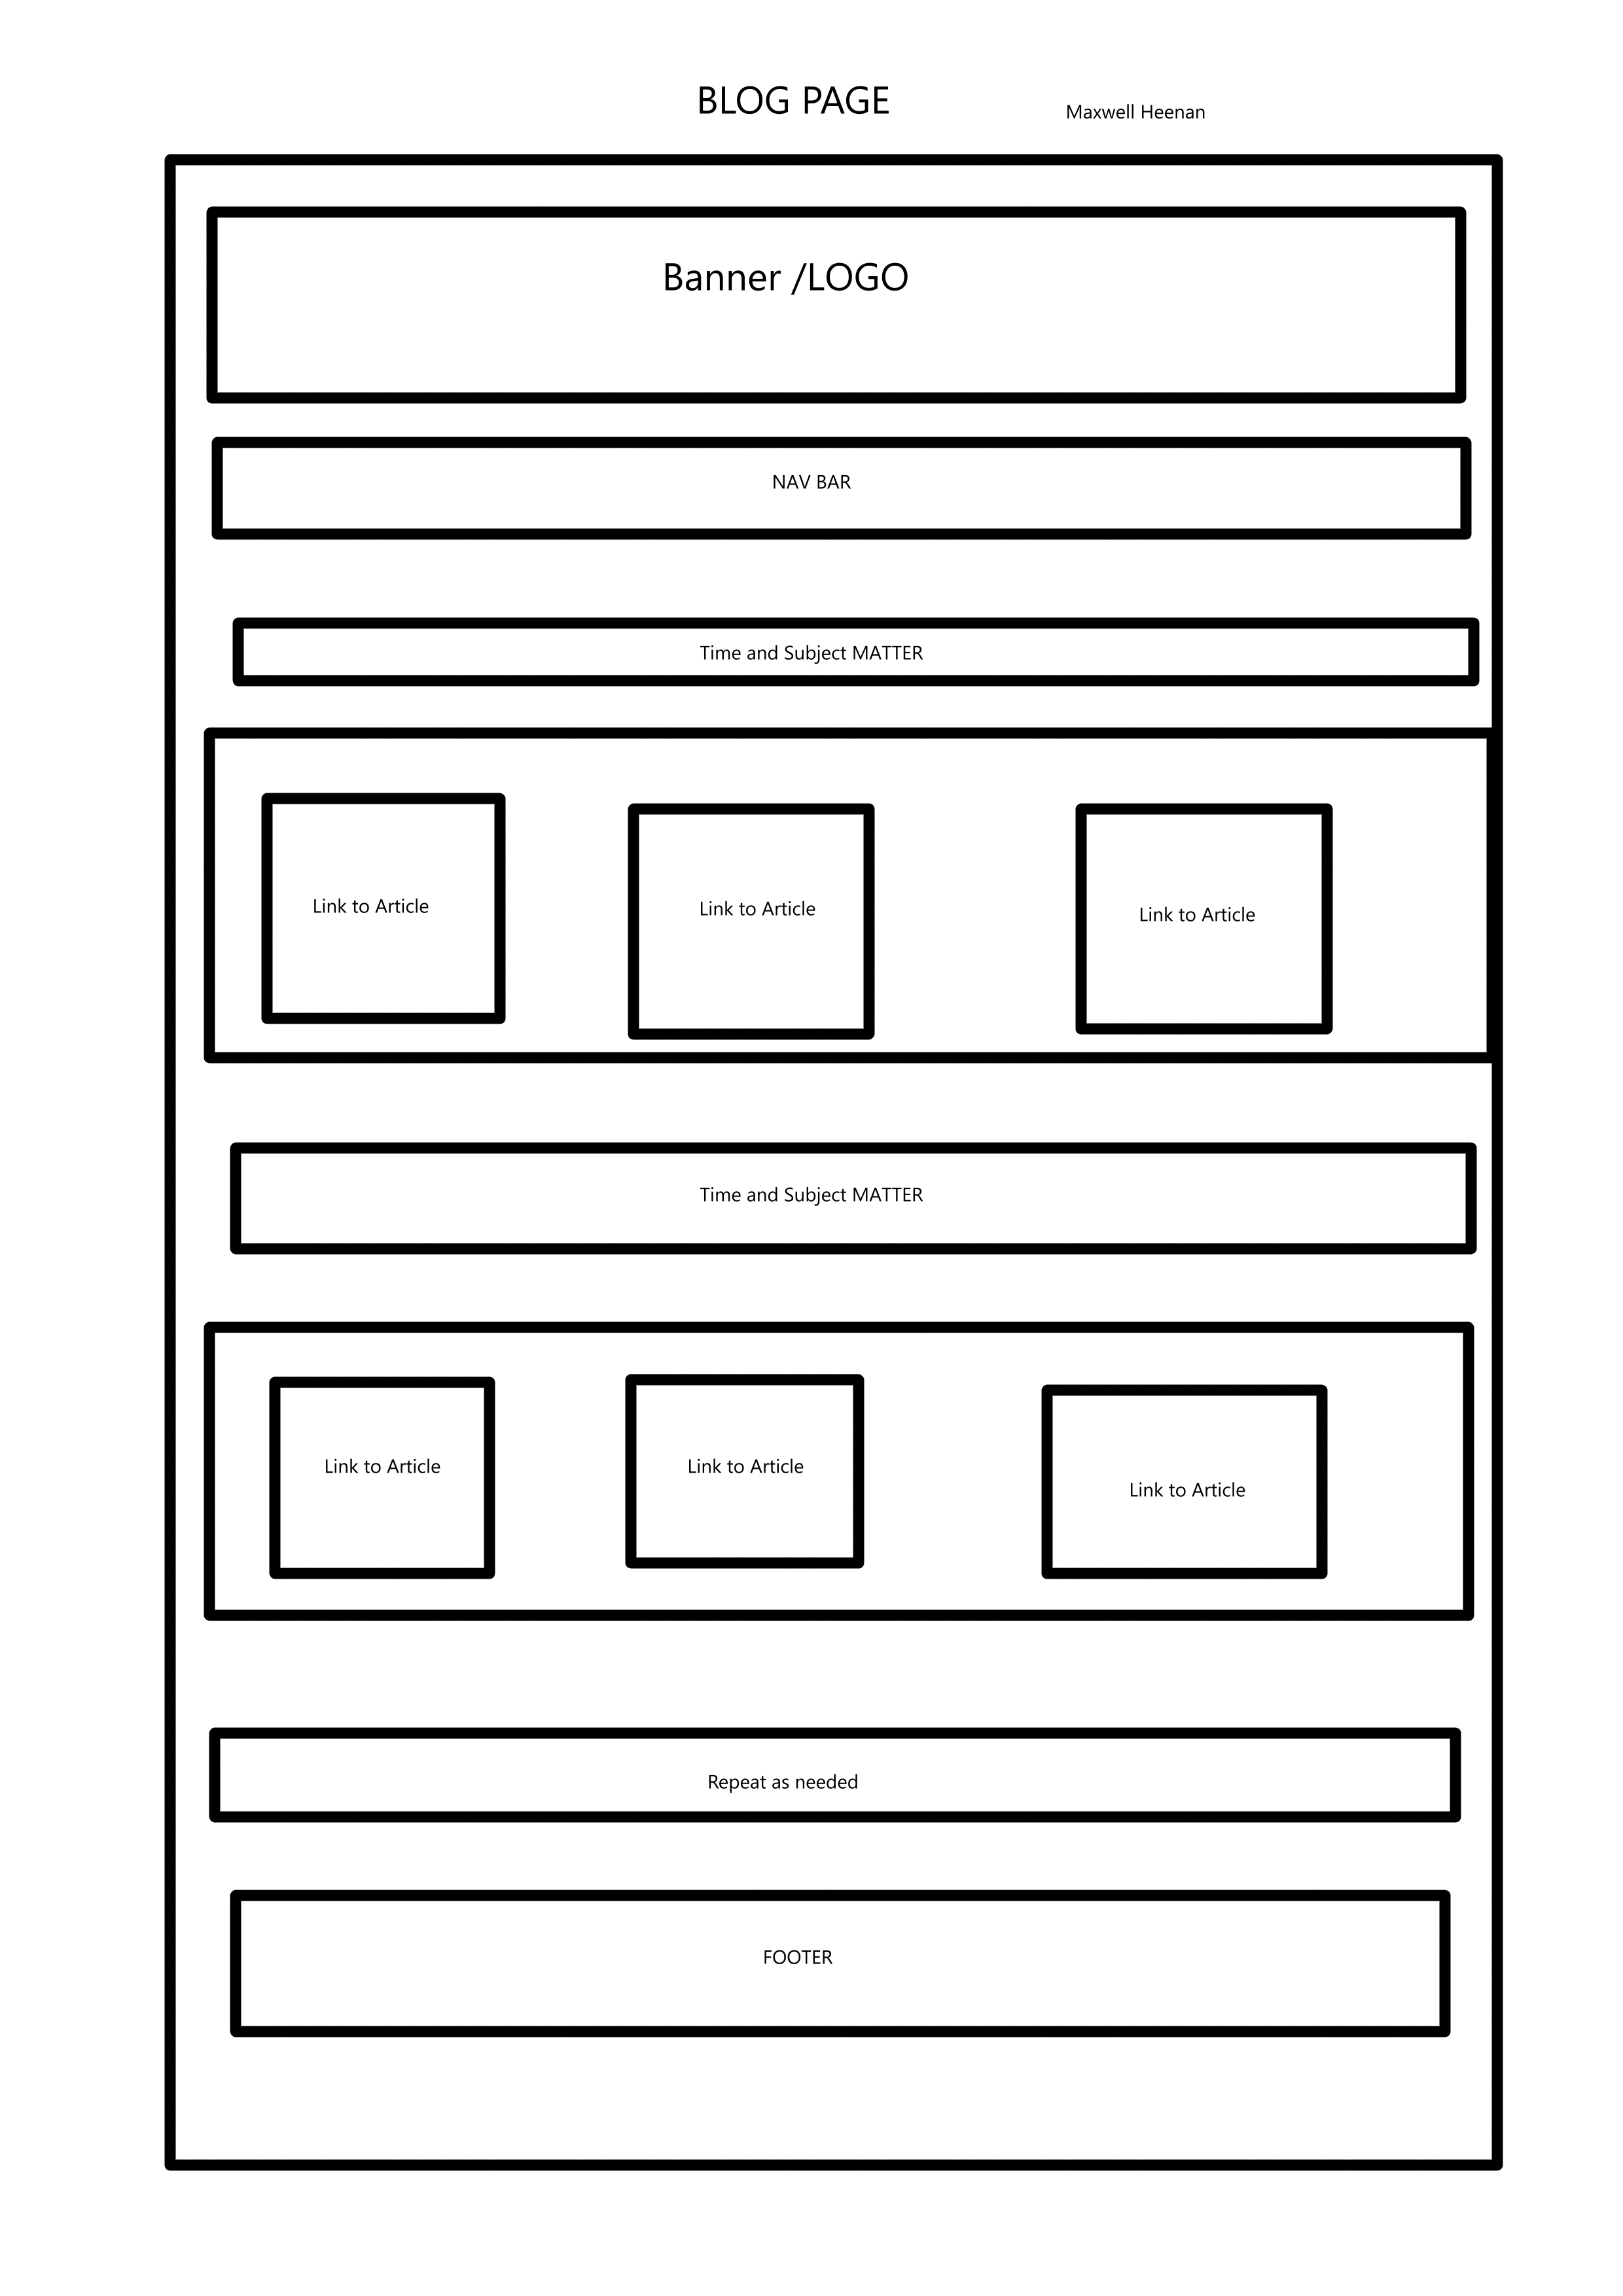 BLOG PAGE
Maxwell Heenan
Banner /LOGO
NAV BAR
Time and Subject MATTER
Link to Article
Link to Article
Link to Article
Time and Subject MATTER
Link to Article
Link to Article
Link to Article
Repeat as needed
FOOTER